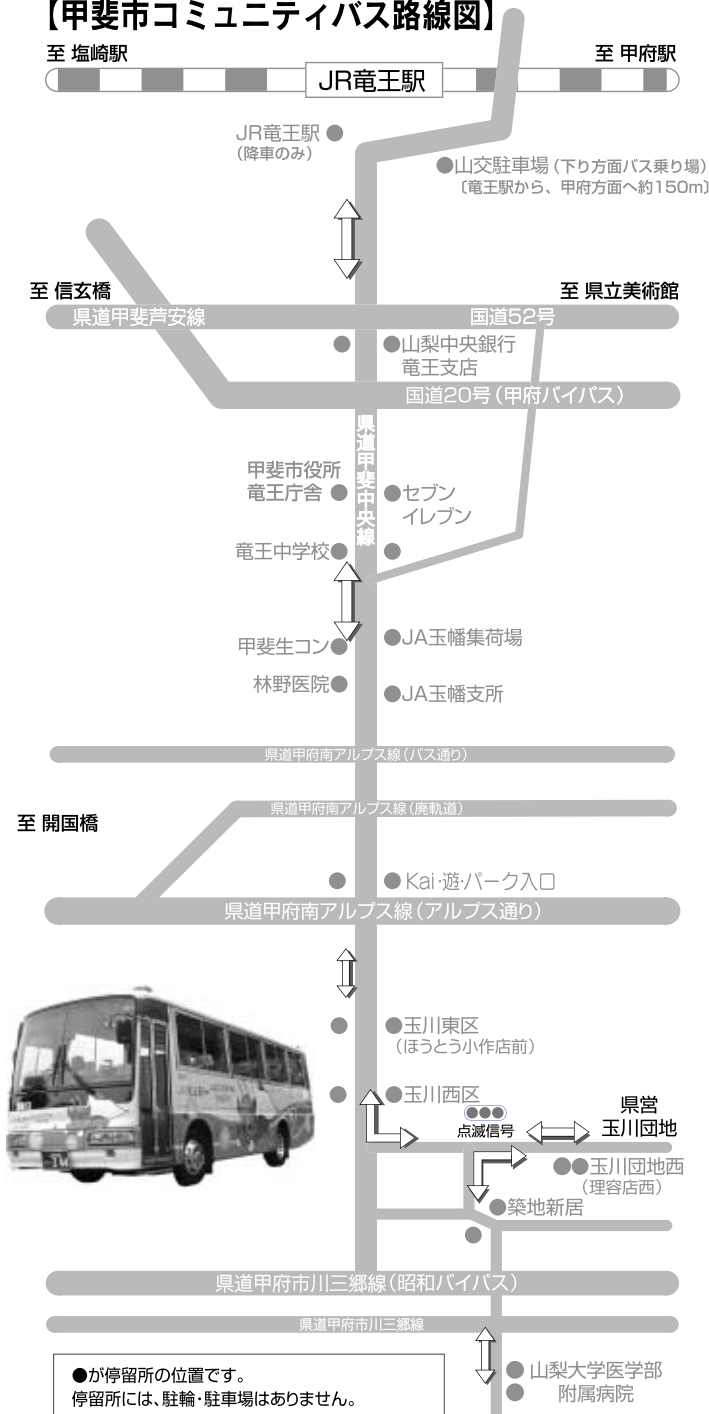 【甲斐市コミュニティバス路線図】
至 塩崎駅
至 甲府駅
JR竜王駅
JR竜王駅
(降車のみ)
●山交駐車場(下り方面バス乗り場)
〔竜王駅から、甲府方面へ約150m〕
至 信玄橋
至 県立美術館
県道甲斐芦安線
国道52号
●山梨中央銀行
竜王支店
国道20号(甲府バイパス)
県道甲斐中央線
甲斐市役所
竜王庁舎
●セブン
イレブン
竜王中学校
甲斐生コン
●JA玉幡集荷場
林野医院
●JA玉幡支所
県道甲府南アルプス線(バス通り)
県道甲府南アルプス線(廃軌道)
至 開国橋
● Kai・遊・パーク入口
県道甲府南アルプス線(アルプス通り)
●玉川東区
(ほうとう小作店前)
●玉川西区
点滅信号
県営
玉川団地
●●玉川団地西
(理容店西)
●築地新居
県道甲府市川三郷線(昭和バイパス)
県道甲府市川三郷線
●が停留所の位置です。
停留所には、駐輪・駐車場はありません。
● 山梨大学医学部
● 附属病院